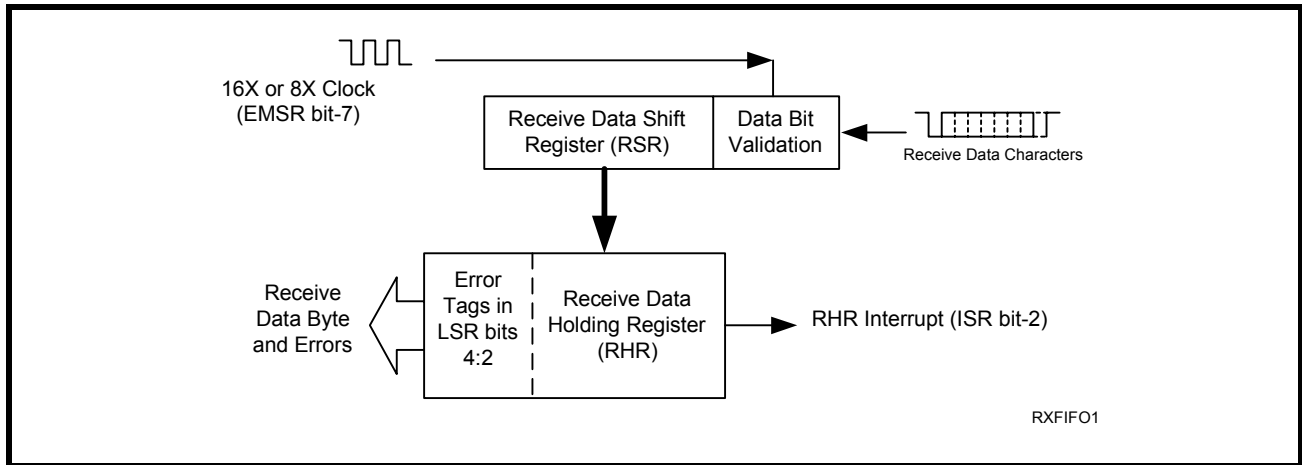 16X or 8X Clock
(EMSR bit-7)
Receive Data Shift
Register (RSR)
Data Bit
Validation
Receive Data Characters
Receive
Data Byte
and Errors
Error
Tags in
LSR bits
4:2
Receive Data
Holding Register
(RHR)
RHR Interrupt (ISR bit-2)
RXFIFO1